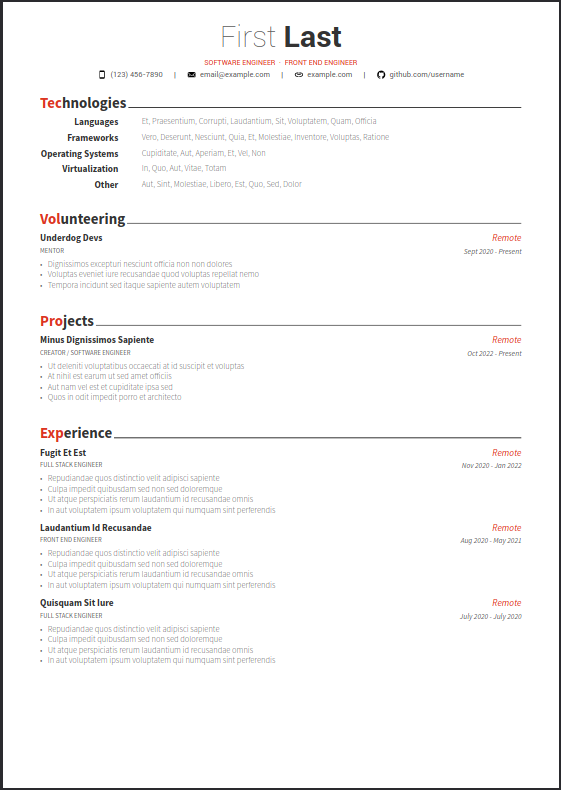 First Last
SOFTWARE ENGINEER · FRONT END ENGINEER
(123) 456-7890 | email@example.com | example.com | github.com/username
Technologies
Languages Et, Praesentium, Corrupti, Laudantium, Sit, Voluptatem, Quam, Officia
Frameworks Vero, Deserunt, Nesciunt, Quia, Et, Molestiae, Inventore, Voluptas, Ratione
Operating Systems Cupiditate, Aut, Aperiam, Et, Vel, Non
Virtualization In, Quo, Aut, Vitae, Totam
Other Aut, Sint, Molestiae, Libero, Est, Quo, Sed, Dolor
Volunteering
Underdog Devs Remote
MENTOR Sept 2020 - Present
• Dignissimos excepturi nesciunt officia non non dolores
• Voluptas eveniet iure recusandae quod voluptas repellat nemo
• Tempora incidunt sed itaque sapiente autem voluptatem
Projects
Minus Dignissimos Sapiente Remote
CREATOR / SOFTWARE ENGINEER Oct 2022 - Present
• Ut deleniti voluptatibus occaecati at id suscipit et voluptas
• At nihil est earum ut sed amet officiis
• Aut nam vel est et cupiditate ipsa sed
• Quos in odit impedit porro et architecto
Experience
Fugit Et Est Remote
FULL STACK ENGINEER Nov 2020 - Jan 2022
• Repudiandae quos distinctio velit adipisci sapiente
• Culpa impedit quibusdam sed non sed doloremque
• Ut atque perspiciatis rerum laudantium id recusandae omnis
• In aut voluptatem ipsum voluptatem qui numquam sint perferendis
Laudantium Id Recusandae Remote
FRONT END ENGINEER Aug 2020 - May 2021
• Repudiandae quos distinctio velit adipisci sapiente
• Culpa impedit quibusdam sed non sed doloremque
• Ut atque perspiciatis rerum laudantium id recusandae omnis
• In aut voluptatem ipsum voluptatem qui numquam sint perferendis
Quisquam Sit Iure Remote
FULL STACK ENGINEER July 2020 - July 2020
• Repudiandae quos distinctio velit adipisci sapiente
• Culpa impedit quibusdam sed non sed doloremque
• Ut atque perspiciatis rerum laudantium id recusandae omnis
• In aut voluptatem ipsum voluptatem qui numquam sint perferendis